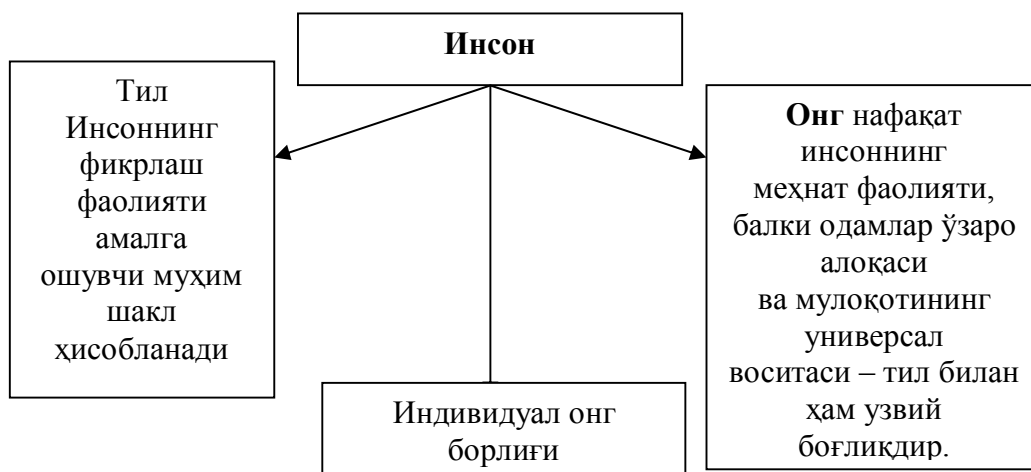 Инсон
Тил
Инсоннинг
фикрлаш
фаолияти
амалга
ошувчи муҳим
шакл
ҳисобланади
Онг нафақат
инсоннинг
меҳнат фаолияти,
балки одамлар ўзаро
алоқаси
ва мулоқотининг
универсал
воситаси – тил билан
ҳам узвий
боғлиқдир.
Индивидуал онг
борлиғи